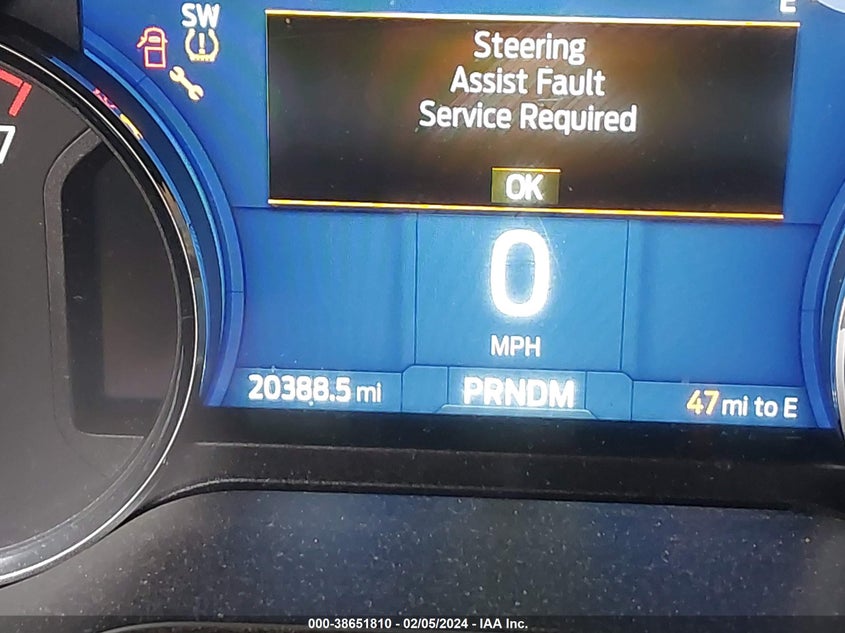 E
SW
Steering
Assist Fault
Service Required
OK
7
0
MPH
20388.5 mi
PRNDM
47 mi to E
000-38651810 - 02/05/2024 - IAA Inc.